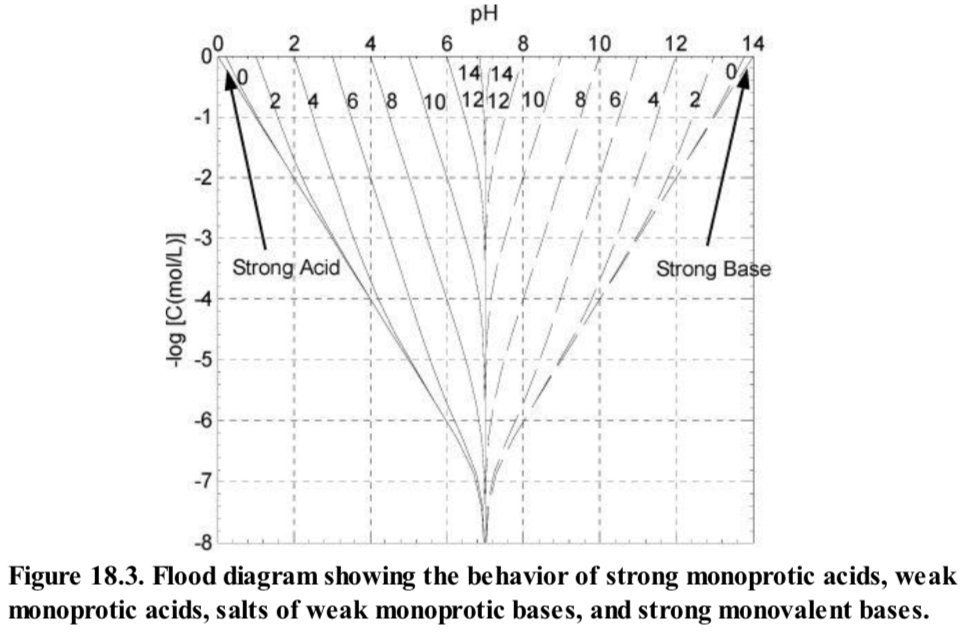 pH
0 2 4 6 8 10 12 14
0
0 2 4 6 8 10 12 14 14 12 10 8 6 4 2 0
-1
-2
-3
Strong Acid Strong Base
-4
-5
-6
-7
-8
-log [C(mol/L)]
Figure 18.3. Flood diagram showing the behavior of strong monoprotic acids, weak
monoprotic acids, salts of weak monoprotic bases, and strong monovalent bases.